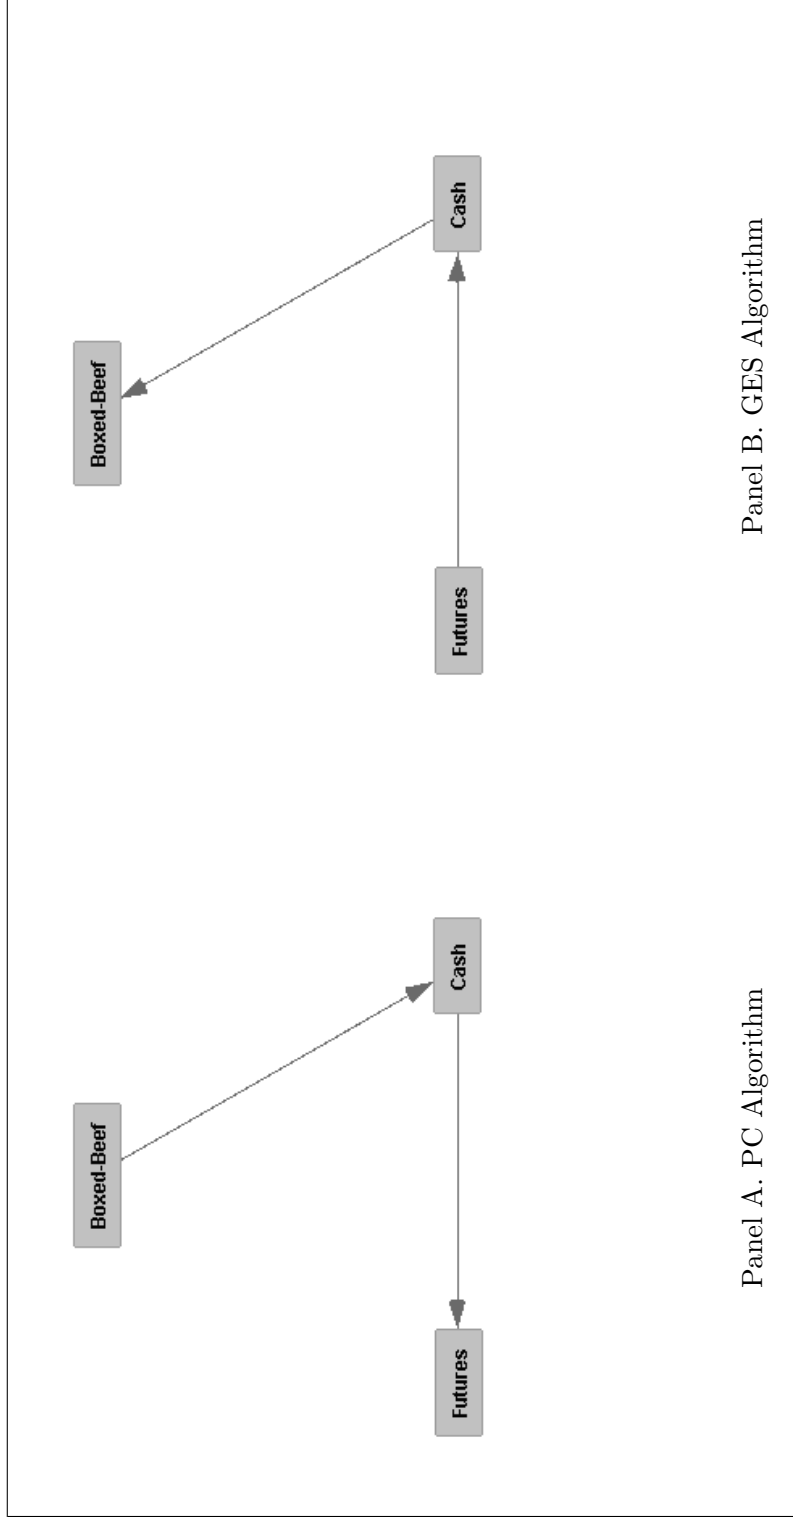 Boxed-Beef
Futures
Cash
Panel A. PC Algorithm
Boxed-Beef
Futures
Cash
Panel B. GES Algorithm